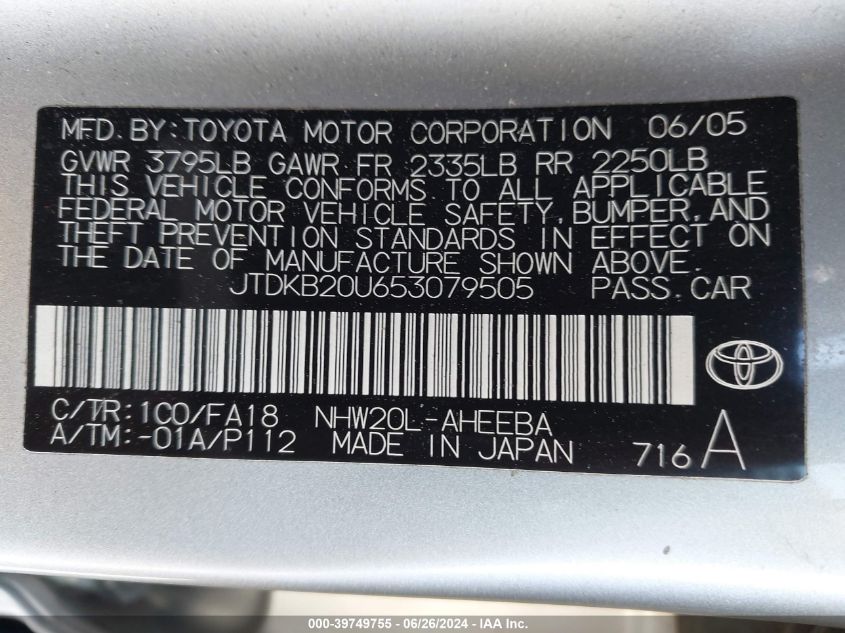 MFD.BY:TOYOTA MOTOR CORPORATION 06/05
GVWR 3795LB GAWR FR 2335LB RR 2250LB
THIS VEHICLE CONFORMS TO ALL APPLICABLE
FEDERAL MOTOR VEHICLE SAFETY,BUMPER,AND
THEFT PREVENTION STANDARDS IN EFFECT ON
THE DATE OF MANUFACTURE SHOWN ABOVE.
JTDKB20U653079505 PASS.CAR
C/TR:1C0/FA18 NHW20L-AHEEBA
A/TM:-01A/P112 MADE IN JAPAN 716 A
000-39749755 - 06/26/2024 - © IAA Holdings, LLC, Inc.